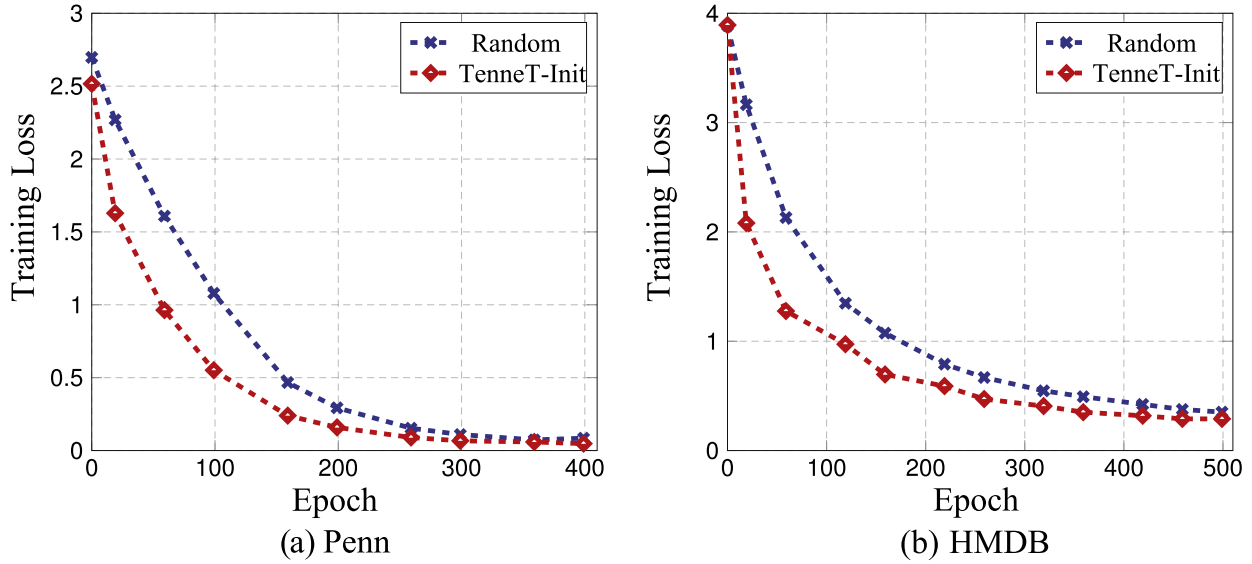 3
2.5
2
1.5
1
0.5
0
0 100 200 300 400
Training Loss
Epoch
Random
TenneT-Init
(a) Penn
4
3
2
1
0
0 100 200 300 400 500
Training Loss
Epoch
Random
TenneT-Init
(b) HMDB